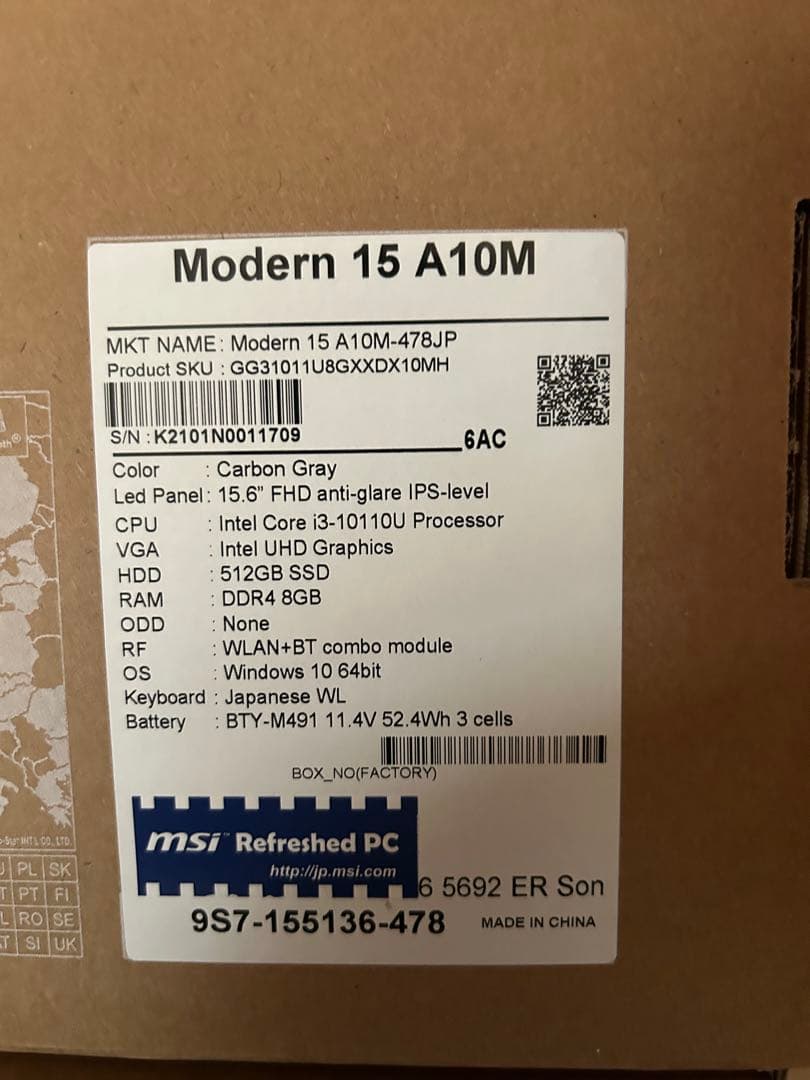 Modern 15 A10M
MKT NAME: Modern 15 A10M-478JP
Product SKU : GG31011U8GXXDX10MH
S/N : K2101N0011709
6AC
Color : Carbon Gray
Led Panel : 15.6" FHD anti-glare IPS-level
CPU : Intel Core i3-10110U Processor
VGA : Intel UHD Graphics
HDD : 512GB SSD
RAM : DDR4 8GB
ODD : None
RF : WLAN+BT combo module
OS : Windows 10 64bit
Keyboard : Japanese WL
Battery : BTY-M491 11.4V 52.4Wh 3 cells
BOX_NO(FACTORY)
msi™ Refreshed PC
http://jp.msi.com
6 5692 ER Son
9S7-155136-478 MADE IN CHINA
INT'L CO., LTD.
PL SK
PT FI
RO SE
SI UK